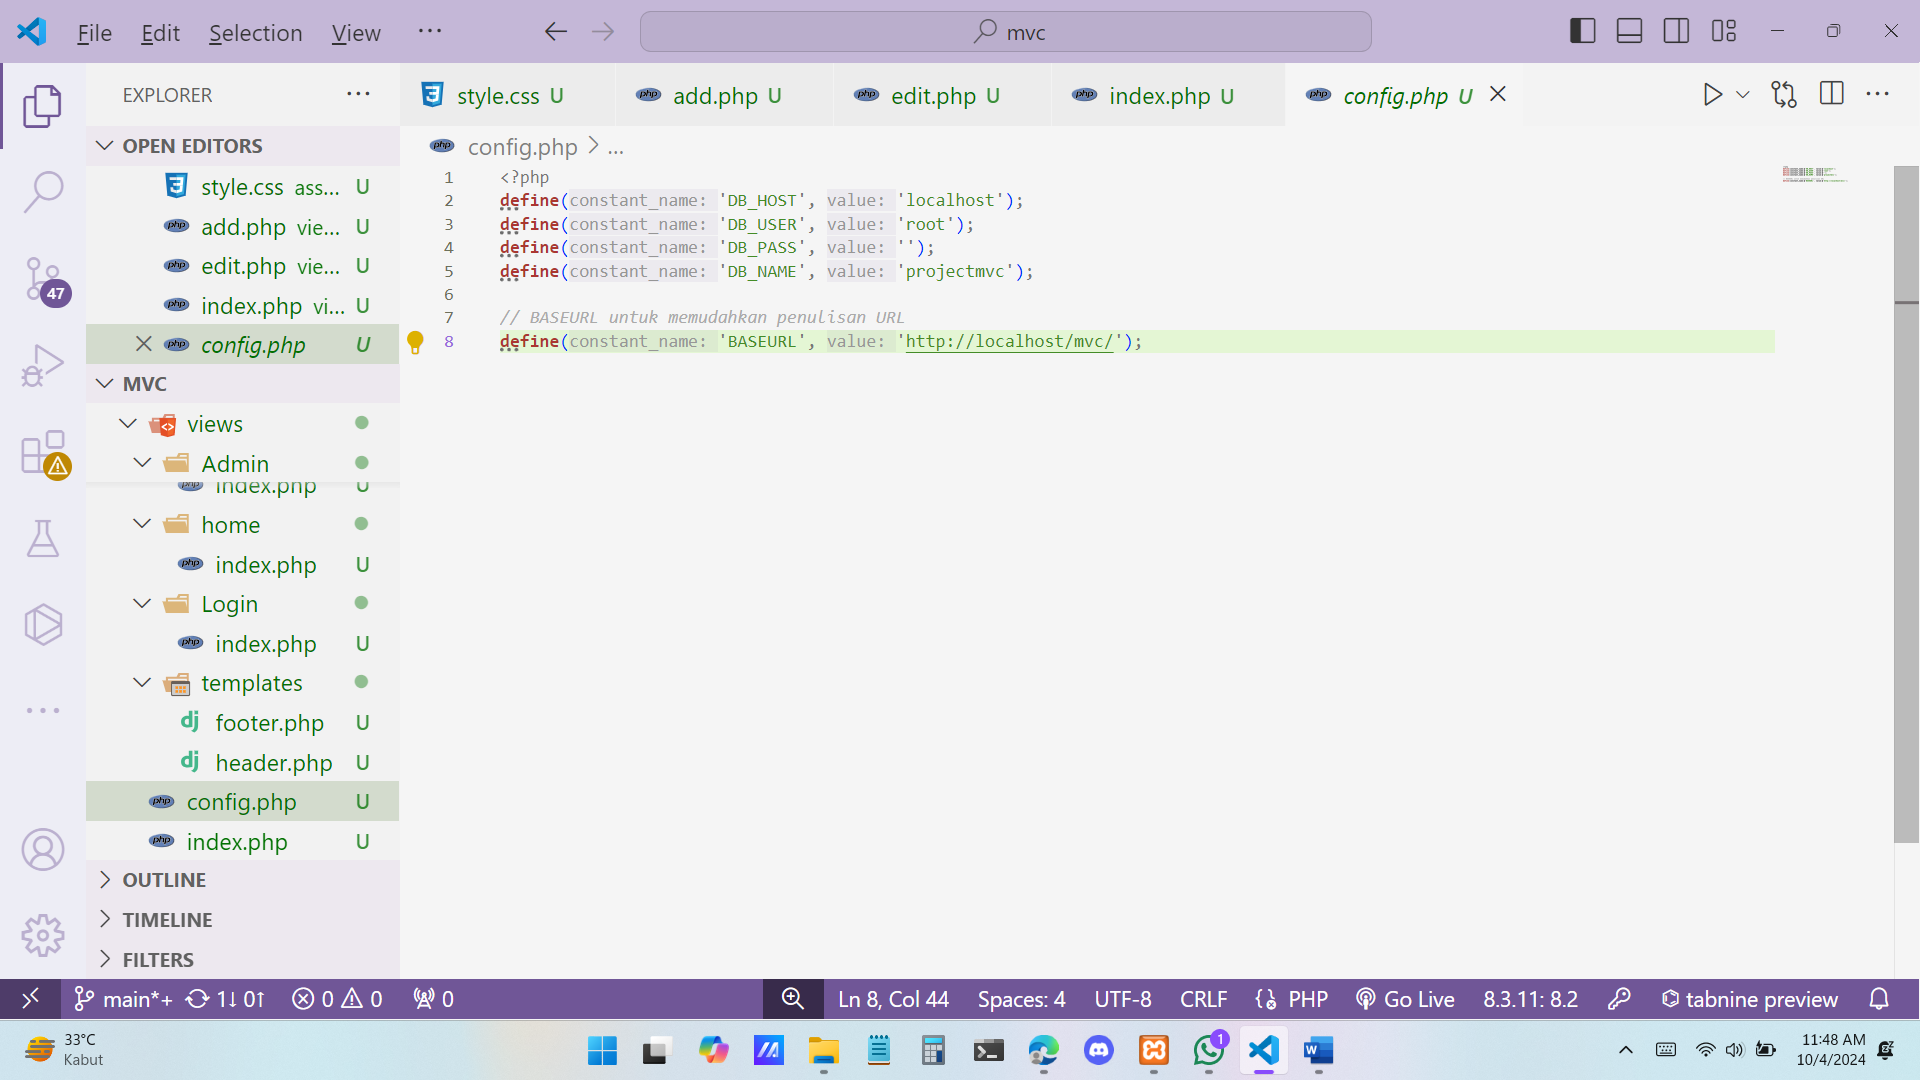 File Edit Selection View ...
mvc
EXPLORER ...
style.css U
add.php U
edit.php U
index.php U
config.php U
OPEN EDITORS
style.css ass... U
add.php vie... U
edit.php vie... U
index.php vi... U
config.php U
MVC
views
Admin
index.php U
home
index.php U
Login
index.php U
templates
footer.php U
header.php U
config.php U
index.php U
OUTLINE
TIMELINE
FILTERS
47
config.php > ...
1 <?php
2 define(constant_name: 'DB_HOST', value: 'localhost');
3 define(constant_name: 'DB_USER', value: 'root');
4 define(constant_name: 'DB_PASS', value: '');
5 define(constant_name: 'DB_NAME', value: 'projectmvc');
6
7 // BASEURL untuk memudahkan penulisan URL
8 define(constant_name: 'BASEURL', value: 'http://localhost/mvc/');
main*+ 1↓ 0↑ 0 0 0
Ln 8, Col 44 Spaces: 4 UTF-8 CRLF PHP Go Live 8.3.11: 8.2 tabnine preview
33°C
Kabut
1
11:48 AM
10/4/2024